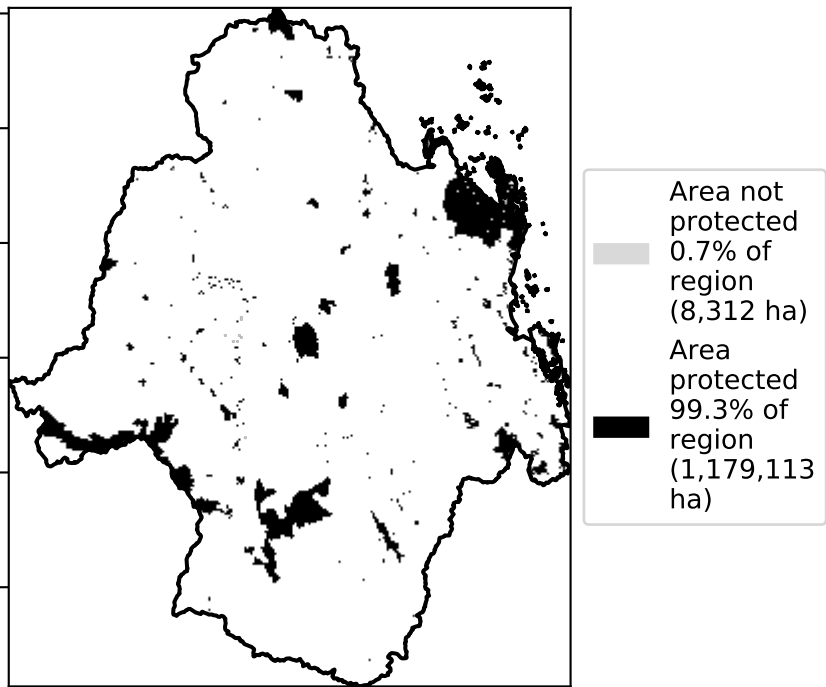 Area not
protected
0.7% of
region
(8,312 ha)
Area
protected
99.3% of
region
(1,179,113
ha)